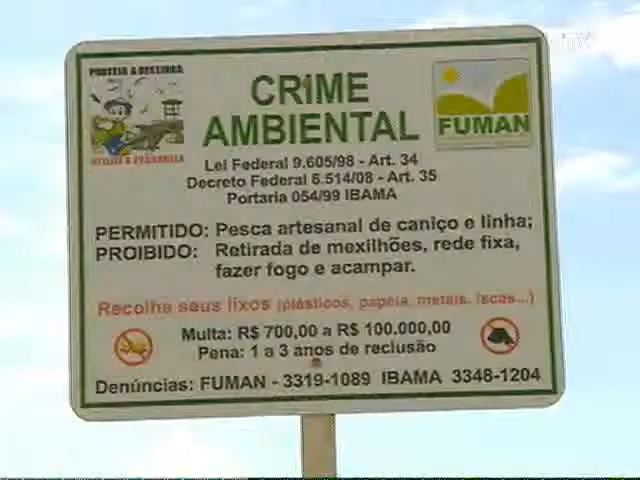 CRIME
AMBIENTAL
FUMAN
Lei Federal 9.605/98 - Art. 34
Decreto Federal 6.514/08 - Art. 35
Portaria 054/99 IBAMA
PERMITIDO: Pesca artesanal de caniço e linha;
PROIBIDO: Retirada de mexilhões, rede fixa,
fazer fogo e acampar.
Recolha seus lixos (plásticos, papeis, metais, iscas...)
Multa: R$ 700,00 a R$ 100.000,00
Pena: 1 a 3 anos de reclusão
Denúncias: FUMAN - 3319-1089 IBAMA 3348-1204